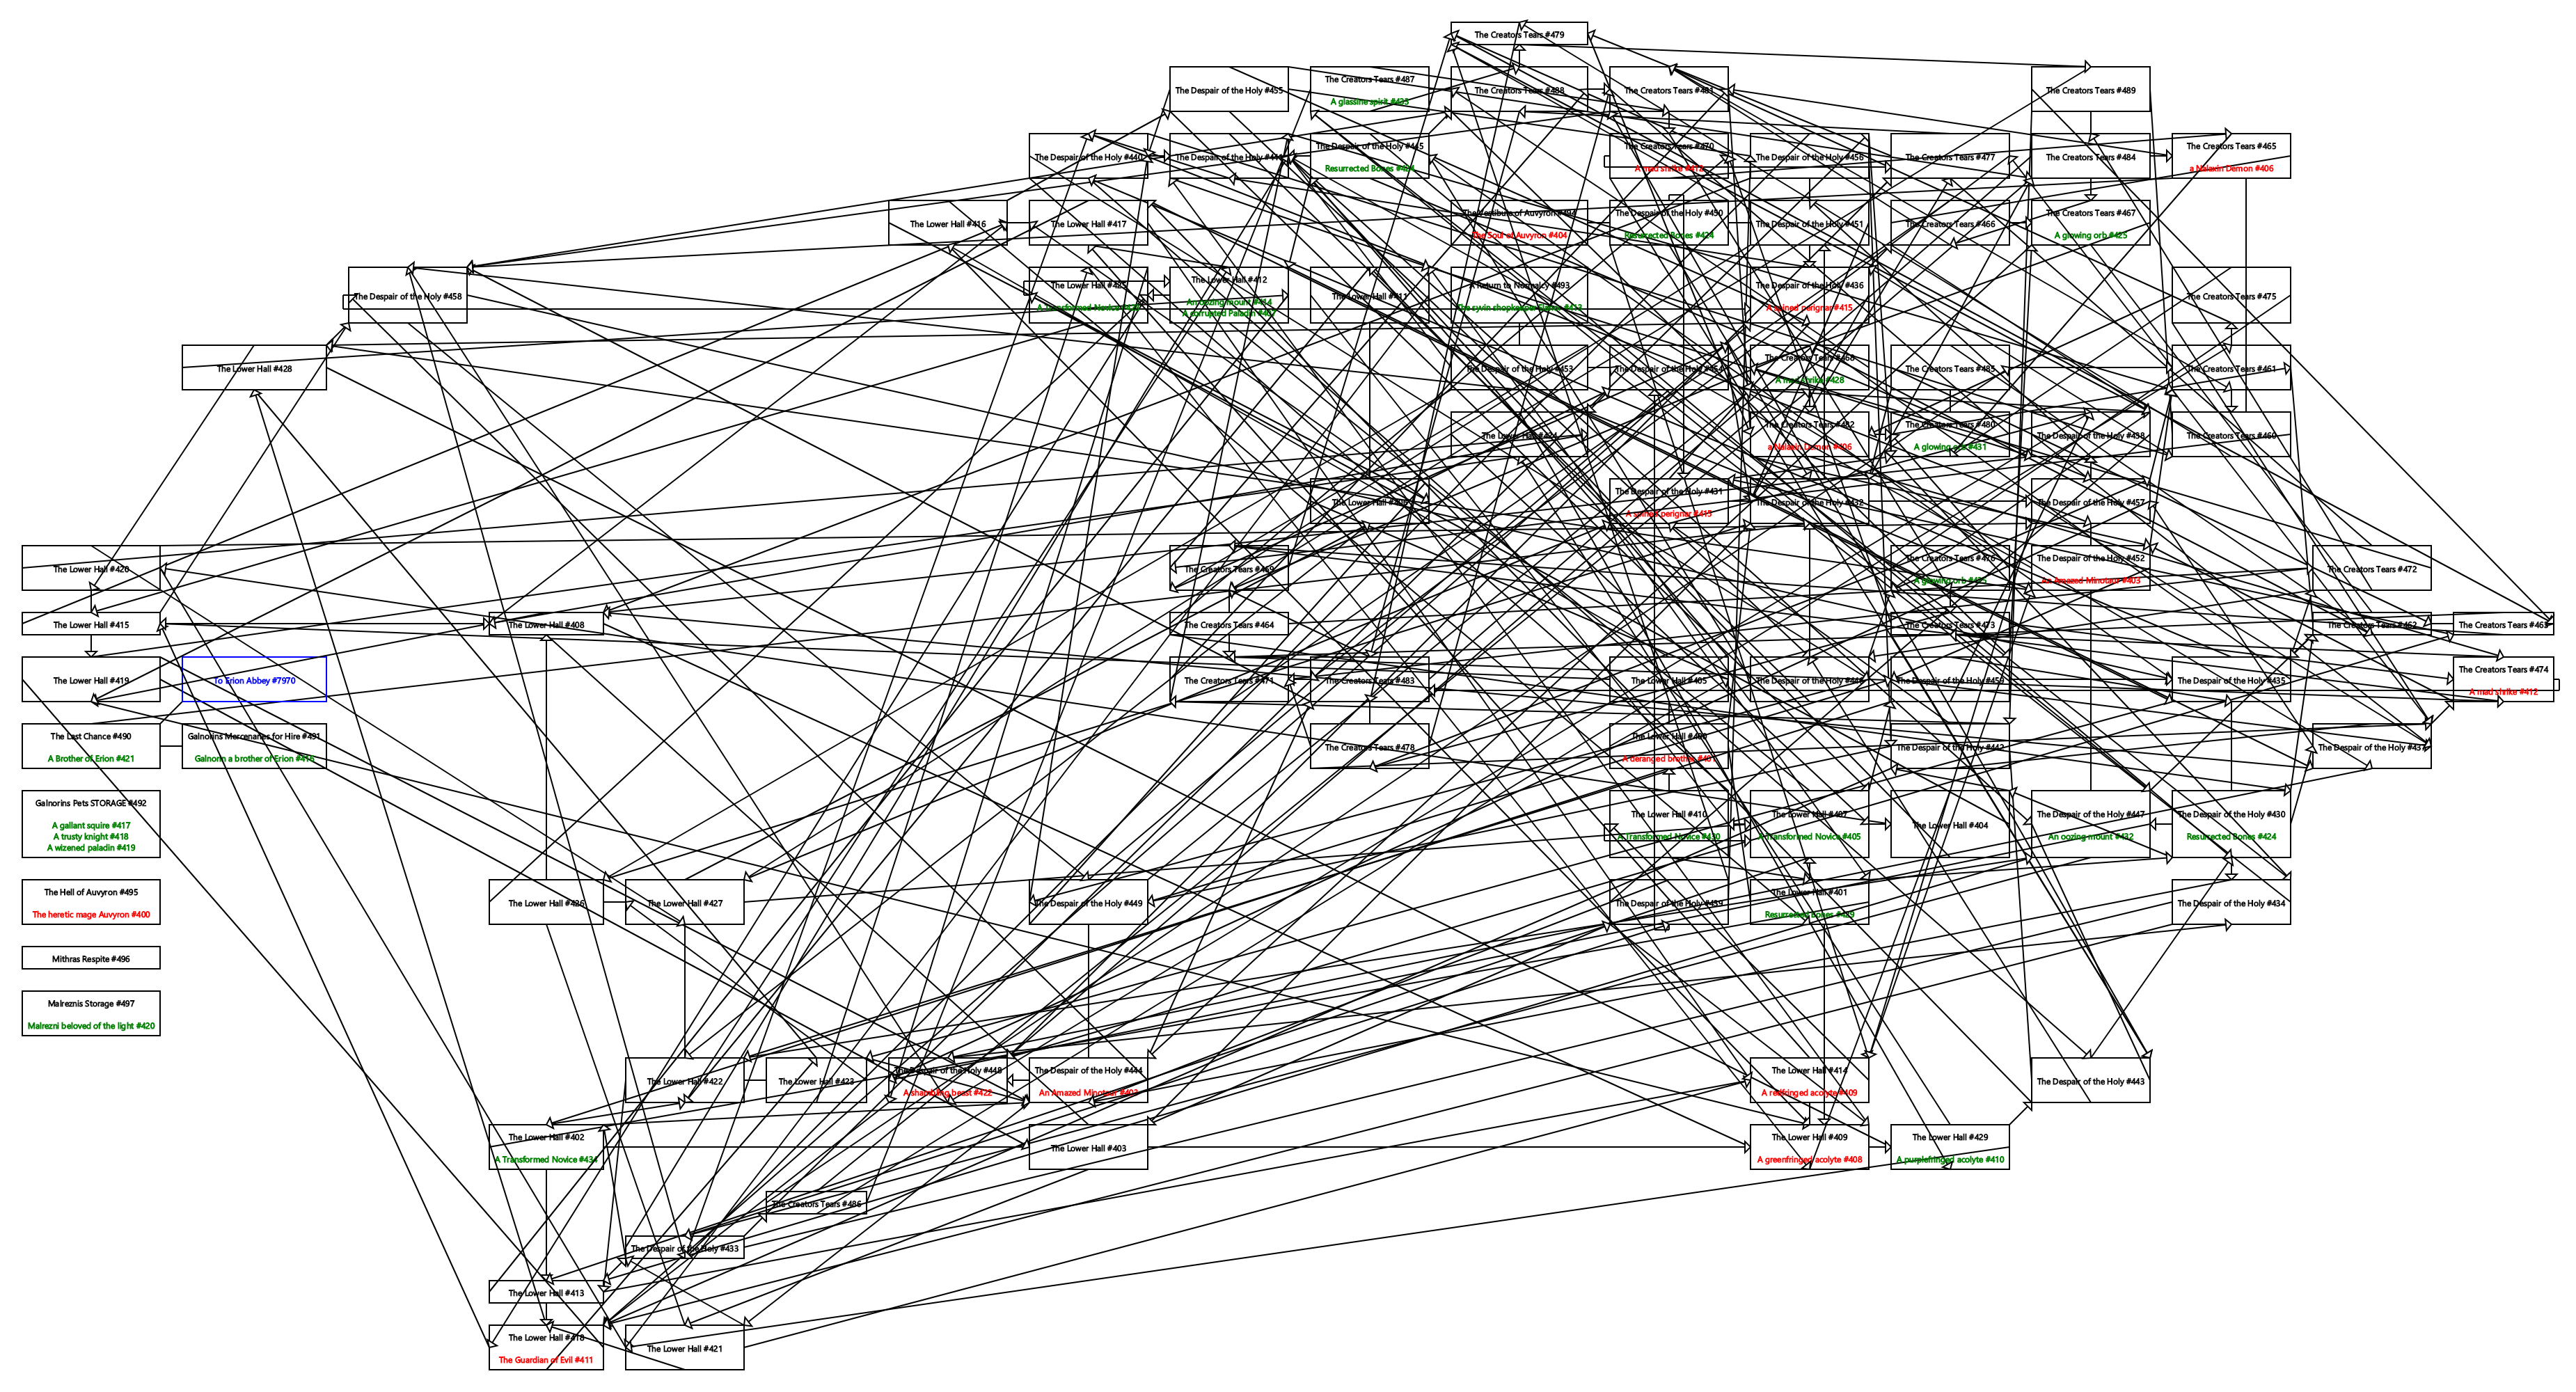 The Creators Tears #479
The Despair of the Holy #455
The Creators Tears #487
A glassine spirit #435
The Creators Tears #488
The Creators Tears #481
The Creators Tears #489
The Despair of the Holy #440
The Despair of the Holy
The Despair of the Holy #445
Resurrected Bones
The Creators Tears #470
A mad shrike #412
The Despair of the Holy #456
The Creators Tears #477
The Creators Tears #484
The Creators Tears #465
a Nalaxin Demon #406
The Lower Hall #416
The Lower Hall #417
The Vestibule of Auvyron #494
The Soul of Auvyron #404
The Despair of the Holy #450
Resurrected Bones #424
The Despair of the Holy #451
The Creators Tears #466
The Creators Tears #467
A glowing orb #425
The Despair of the Holy #458
The Lower Hall #425
The Lower Hall #412
An oozing mount #414
A corrupted Paladin #407
The Lower Hall #411
A Return to Normalcy #493
The Despair of the Holy #436
A spined perignar #415
The Creators Tears #475
The Lower Hall #428
The Despair of the Holy #453
The Despair of the Holy
The Creators Tears #468
A mad shrike #428
The Creators Tears #485
The Creators Tears #461
The Lower Hall #424
The Creators Tears #482
a Nalaxin Demon #406
The Creators Tears #480
A glowing orb #431
The Despair of the Holy #438
The Creators Tears #460
The Lower Hall
The Despair of the Holy #431
A spined perignar #415
The Despair of the Holy #432
The Despair of the Holy #457
The Lower Hall #420
The Creators Tears #469
The Creators Tears #476
A glowing orb #425
The Despair of the Holy #452
An Amazed Minotaur #403
The Creators Tears #472
The Lower Hall #415
The Lower Hall #408
The Creators Tears #464
The Creators Tears #473
The Creators Tears #462
The Creators Tears #463
The Lower Hall #419
To Erion Abbey #7970
The Creators Tears #471
The Creators Tears #483
The Lower Hall #405
The Despair of the Holy #446
The Despair of the Holy
The Despair of the Holy #435
The Creators Tears #474
A mad shrike #412
The Last Chance #490
A Brother of Erion #421
Galnorins Mercenaries for Hire #491
Galnorin a brother of Erion #416
The Creators Tears #478
The Lower Hall
A deranged brother
The Despair of the Holy #442
The Despair of the Holy #437
Galnorins Pets STORAGE #492
A gallant squire #417
A trusty knight #418
A wizened paladin #419
The Lower Hall #410
A Transformed Novice #430
The Lower Hall #407
A Transformed Novice #405
The Lower Hall #404
The Despair of the Holy #447
An oozing mount #432
The Despair of the Holy #430
Resurrected Bones #424
The Hell of Auvyron #495
The heretic mage Auvyron #400
The Lower Hall #426
The Lower Hall #427
The Despair of the Holy #449
The Despair of the Holy #439
The Lower Hall #401
Resurrected Bones #429
The Despair of the Holy #434
Mithras Respite #496
Malreznis Storage #497
Malrezni beloved of the light #420
The Lower Hall #422
The Lower Hall #423
The Despair of the Holy #448
A shambling beast #422
The Despair of the Holy #444
An Amazed Minotaur #403
The Lower Hall #414
A redfringed acolyte #409
The Despair of the Holy #443
The Lower Hall #402
A Transformed Novice #434
The Lower Hall #403
The Lower Hall #409
A greenfringed acolyte #408
The Lower Hall #429
A purplefringed acolyte #410
The Creators Tears #486
The Despair of the Holy #433
The Lower Hall #413
The Lower Hall #418
The Guardian of Evil #411
The Lower Hall #421